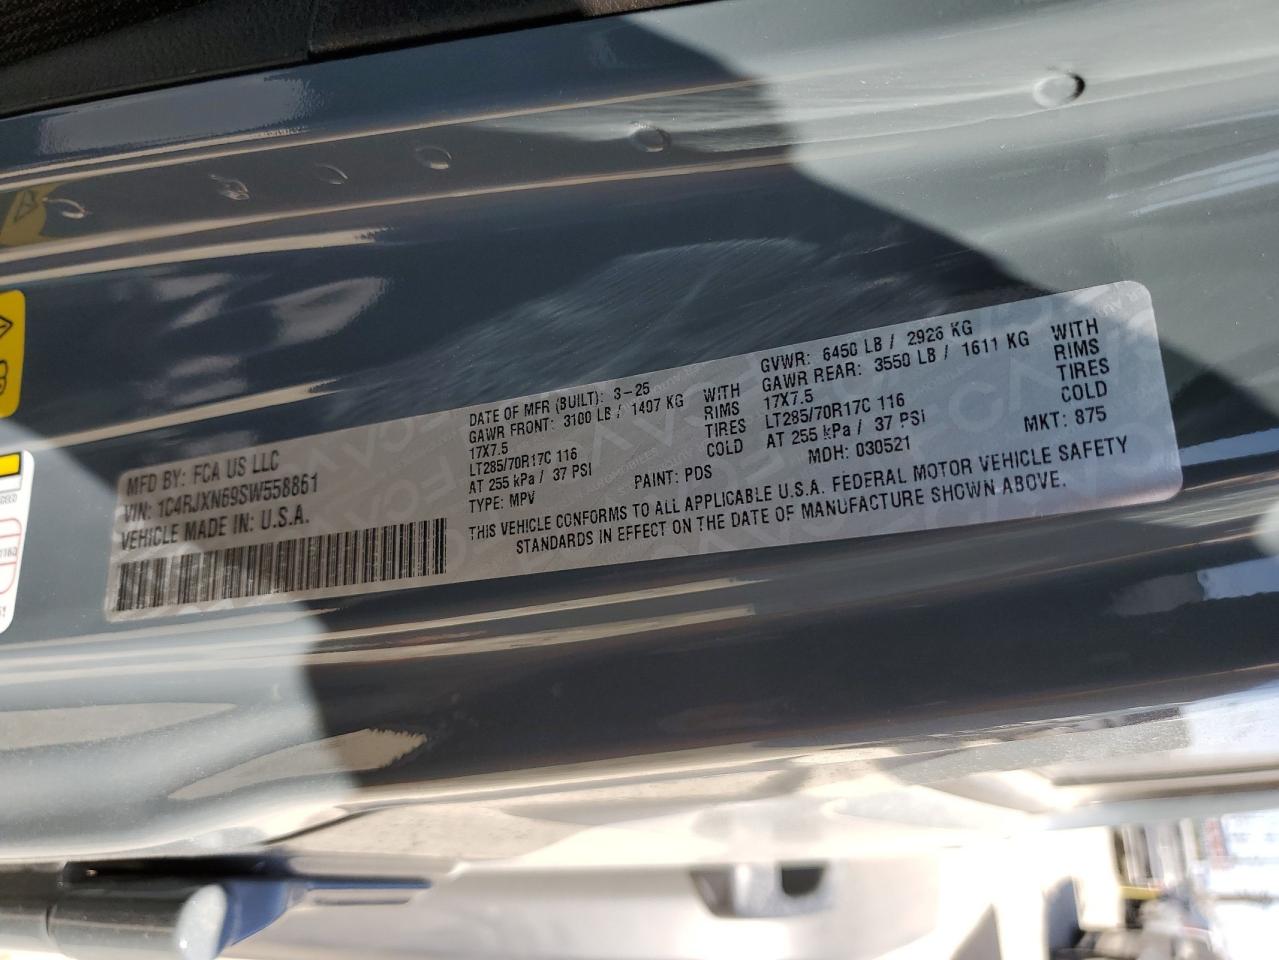 MFD BY: FCA US LLC
VIN: 1C4RJXN69SW558861
VEHICLE MADE IN: U.S.A.
DATE OF MFR (BUILT): 3-25
GAWR FRONT: 3100 LB / 1407 KG WITH
17X7.5 RIMS
LT285/70R17C 116 TIRES
AT 255 kPa / 37 PSI COLD
TYPE: MPV PAINT: PDS
GVWR: 6450 LB / 2926 KG
GAWR REAR: 3550 LB / 1611 KG WITH
17X7.5 RIMS
LT285/70R17C 116 TIRES
AT 255 kPa / 37 PSI COLD
MDH: 030521 MKT: 875
THIS VEHICLE CONFORMS TO ALL APPLICABLE U.S.A. FEDERAL MOTOR VEHICLE SAFETY
STANDARDS IN EFFECT ON THE DATE OF MANUFACTURE SHOWN ABOVE.